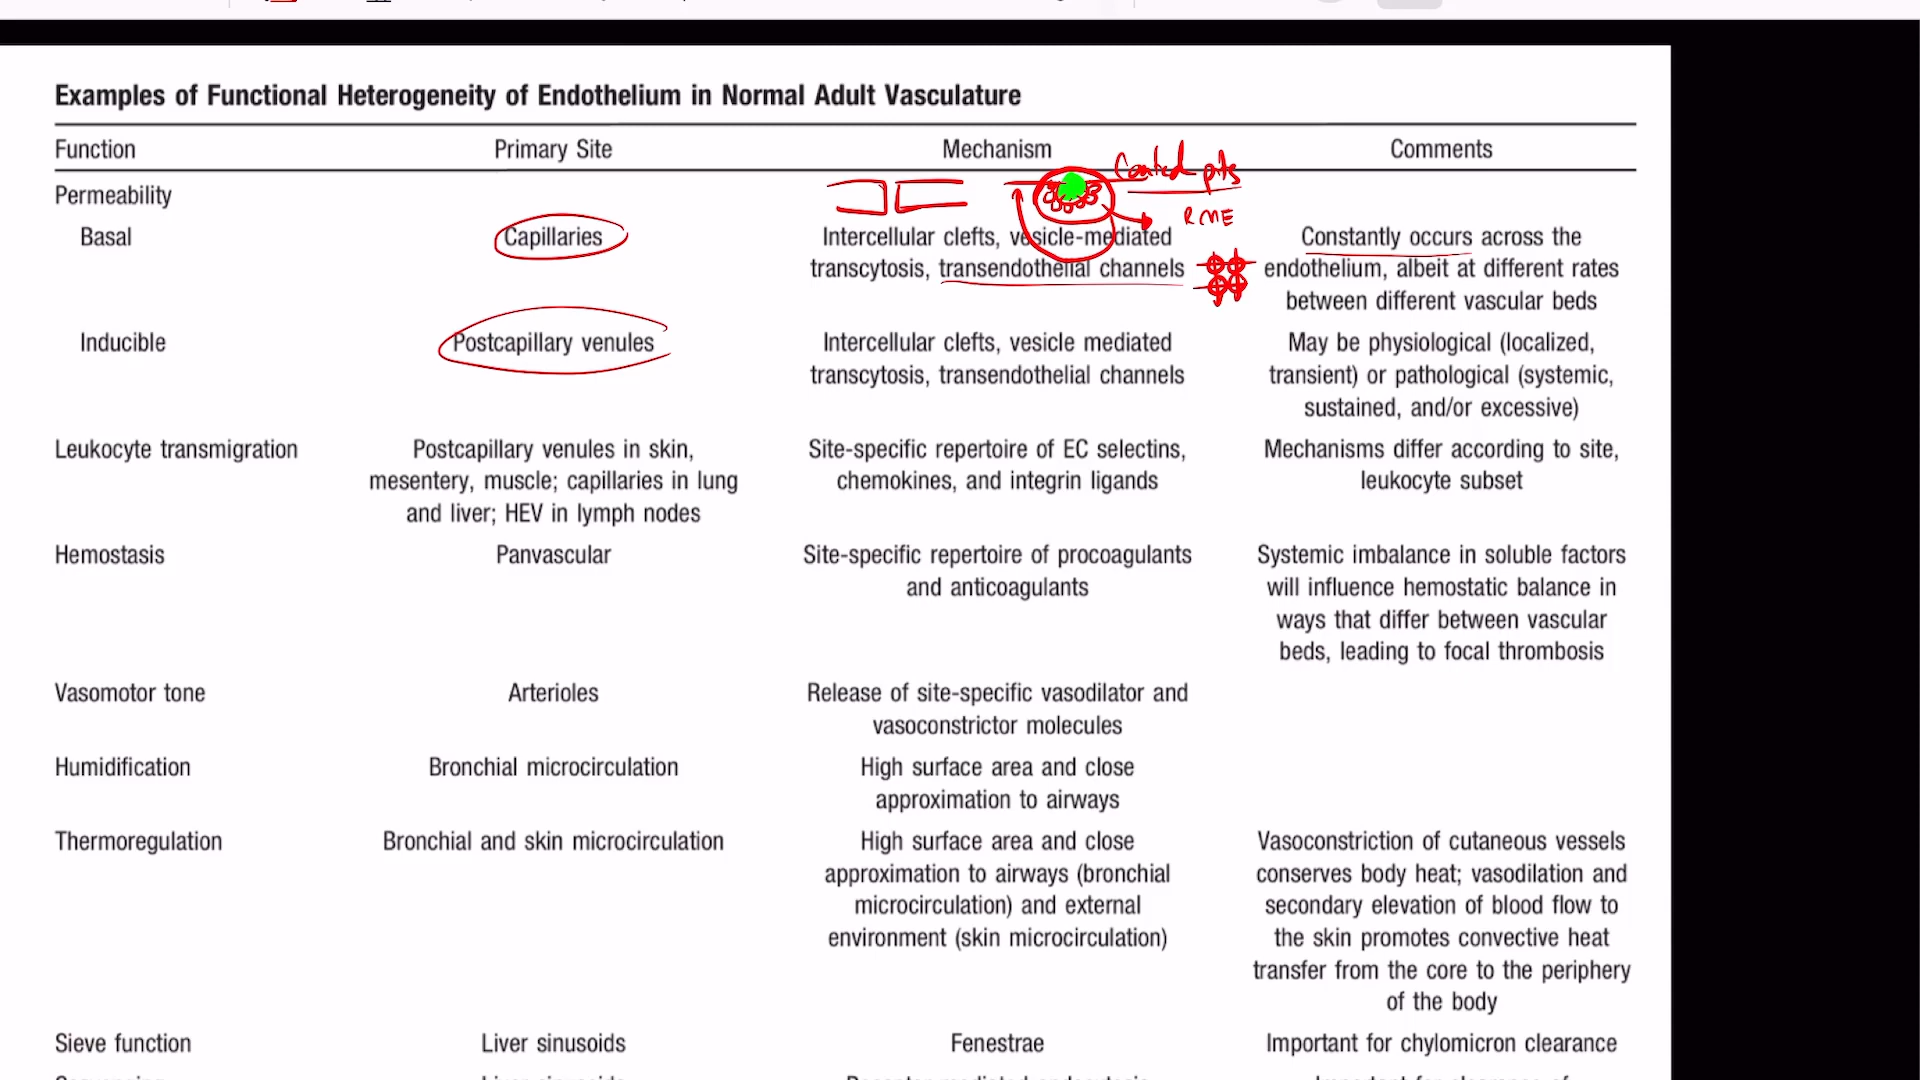 Examples of Functional Heterogeneity of Endothelium in Normal Adult Vasculature
Function Primary Site Mechanism Comments
Coated pits
Permeability
RME
Basal Capillaries Intercellular clefts, vesicle-mediated Constantly occurs across the
transcytosis, transendothelial channels endothelium, albeit at different rates
between different vascular beds
Inducible Postcapillary venules Intercellular clefts, vesicle mediated May be physiological (localized,
transcytosis, transendothelial channels transient) or pathological (systemic,
sustained, and/or excessive)
Leukocyte transmigration Postcapillary venules in skin, Site-specific repertoire of EC selectins, Mechanisms differ according to site,
mesentery, muscle; capillaries in lung chemokines, and integrin ligands leukocyte subset
and liver; HEV in lymph nodes
Hemostasis Panvascular Site-specific repertoire of procoagulants Systemic imbalance in soluble factors
and anticoagulants will influence hemostatic balance in
ways that differ between vascular
beds, leading to focal thrombosis
Vasomotor tone Arterioles Release of site-specific vasodilator and
vasoconstrictor molecules
Humidification Bronchial microcirculation High surface area and close
approximation to airways
Thermoregulation Bronchial and skin microcirculation High surface area and close Vasoconstriction of cutaneous vessels
approximation to airways (bronchial conserves body heat; vasodilation and
microcirculation) and external secondary elevation of blood flow to
environment (skin microcirculation) the skin promotes convective heat
transfer from the core to the periphery
of the body
Sieve function Liver sinusoids Fenestrae Important for chylomicron clearance